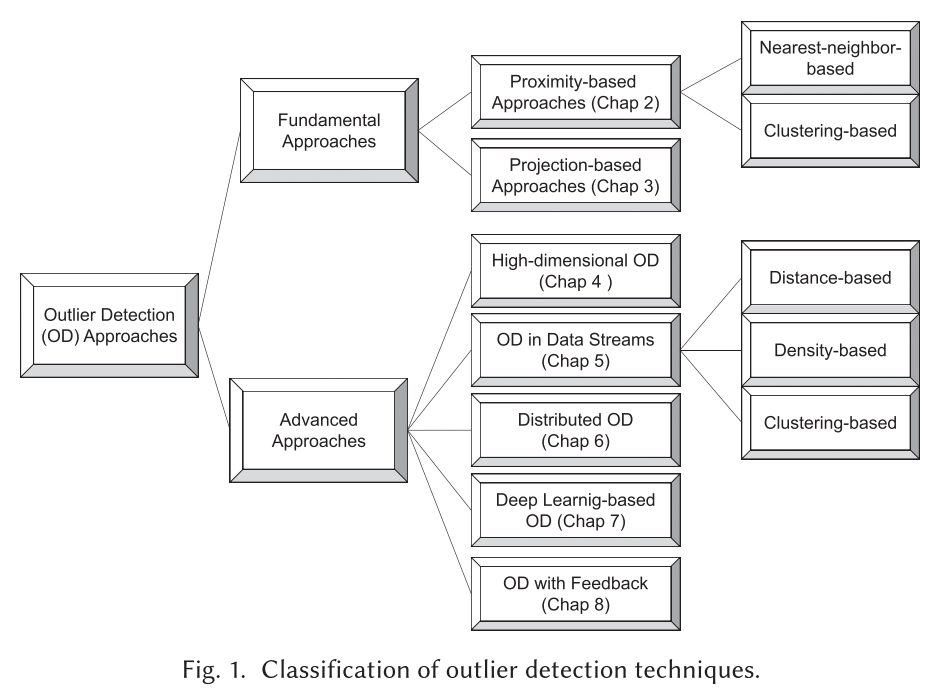 Outlier Detection
(OD) Approaches
Fundamental
Approaches
Proximity-based
Approaches (Chap 2)
Nearest-neighbor-
based
Clustering-based
Projection-based
Approaches (Chap 3)
Advanced
Approaches
High-dimensional OD
(Chap 4 )
OD in Data Streams
(Chap 5)
Distance-based
Density-based
Clustering-based
Distributed OD
(Chap 6)
Deep Learnig-based
OD (Chap 7)
OD with Feedback
(Chap 8)
Fig. 1. Classification of outlier detection techniques.